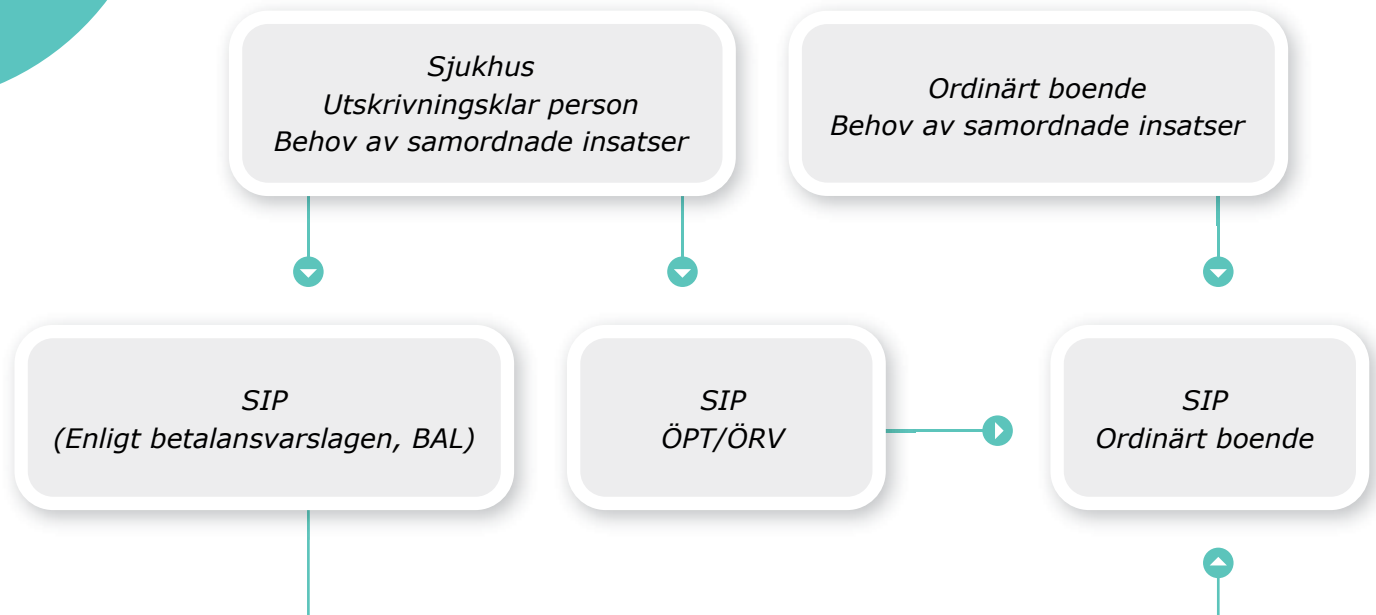 Sjukhus
Utskrivningsklar person
Behov av samordnade insatser
Ordinärt boende
Behov av samordnade insatser
SIP
(Enligt betalansvarslagen, BAL)
SIP
ÖPT/ÖRV
SIP
Ordinärt boende